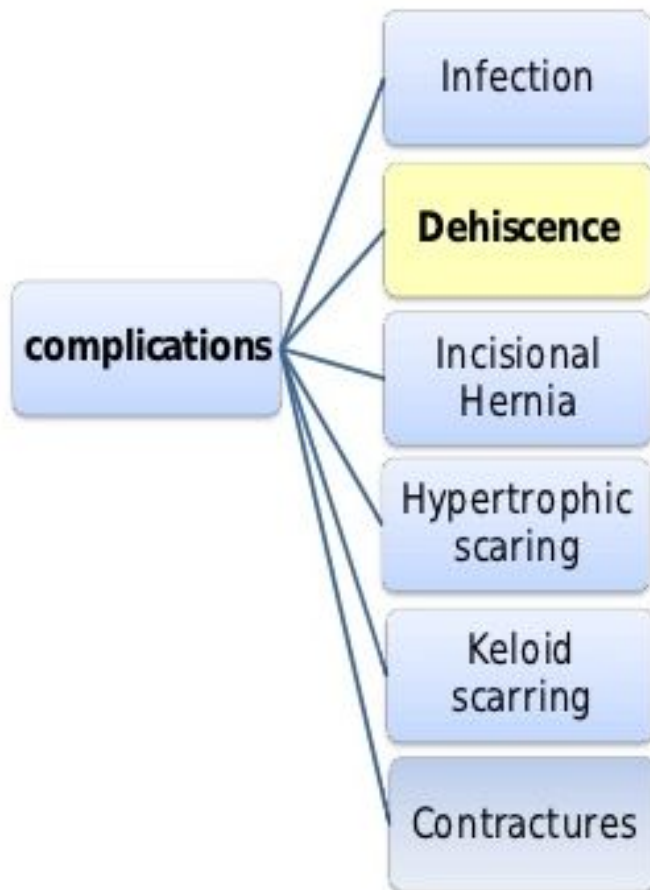 Infection
Dehiscence
complications
Incisional
Hernia
Hypertrophic
scaring
Keloid
scarring
Contractures